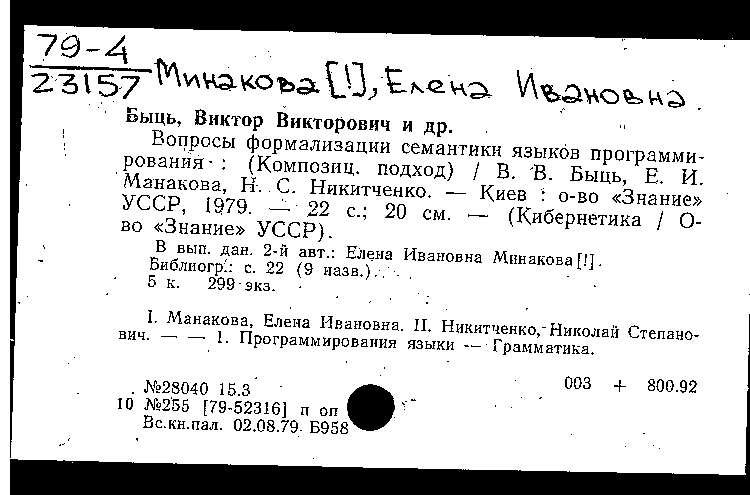 79-4
23157
Минакова [!], Елена Ивановна.
Быць, Виктор Викторович и др.
Вопросы формализации семантики языков программи-
рования : (Композиц. подход) / В. В. Быць, Е. И.
Манакова, Н. С. Никитченко. — Киев : о-во «Знание»
УССР, 1979. — 22 с.; 20 см. — (Кибернетика / О-
во «Знание» УССР).
В вып. дан. 2-й авт.: Елена Ивановна Минакова [!].
Библиогр.: с. 22 (9 назв.).
5 к. 299 экз.
I. Манакова, Елена Ивановна. II. Никитченко, Николай Степано-
вич. — — 1. Программирования языки — Грамматика.
№28040 15.3 003 + 800.92
10 №255 [79-52316] п оп
Вс.кн.пал. 02.08.79. Б958